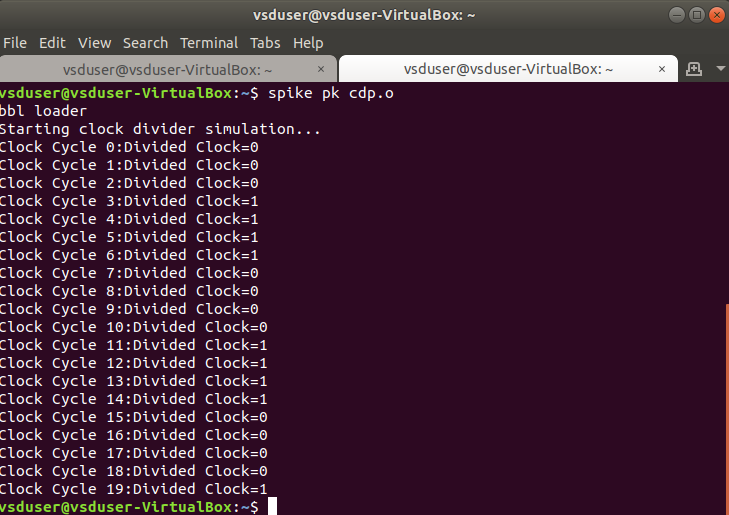 vsduser@vsduser-VirtualBox: ~
File Edit View Search Terminal Tabs Help
vsduser@vsduser-VirtualBox: ~ × vsduser@vsduser-VirtualBox: ~ ×
vsduser@vsduser-VirtualBox:~$ spike pk cdp.o
bbl loader
Starting clock divider simulation...
Clock Cycle 0:Divided Clock=0
Clock Cycle 1:Divided Clock=0
Clock Cycle 2:Divided Clock=0
Clock Cycle 3:Divided Clock=1
Clock Cycle 4:Divided Clock=1
Clock Cycle 5:Divided Clock=1
Clock Cycle 6:Divided Clock=1
Clock Cycle 7:Divided Clock=0
Clock Cycle 8:Divided Clock=0
Clock Cycle 9:Divided Clock=0
Clock Cycle 10:Divided Clock=0
Clock Cycle 11:Divided Clock=1
Clock Cycle 12:Divided Clock=1
Clock Cycle 13:Divided Clock=1
Clock Cycle 14:Divided Clock=1
Clock Cycle 15:Divided Clock=0
Clock Cycle 16:Divided Clock=0
Clock Cycle 17:Divided Clock=0
Clock Cycle 18:Divided Clock=0
Clock Cycle 19:Divided Clock=1
vsduser@vsduser-VirtualBox:~$